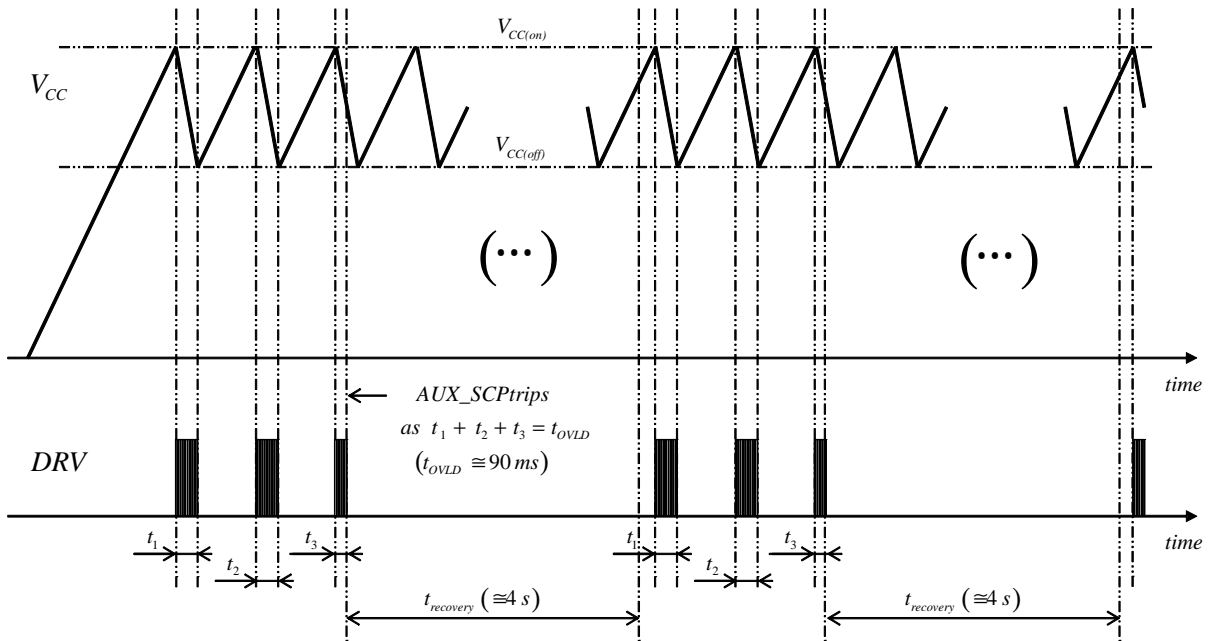 V_CC(on)
V_CC
V_CC(off)
(···)
(···)
time
AUX_SCPtrips
as t_1 + t_2 + t_3 = t_OVLD
(t_OVLD ≅ 90 ms)
DRV
time
t_1
t_2
t_3
t_1
t_2
t_3
t_recovery (≅4 s)
t_recovery (≅4 s)